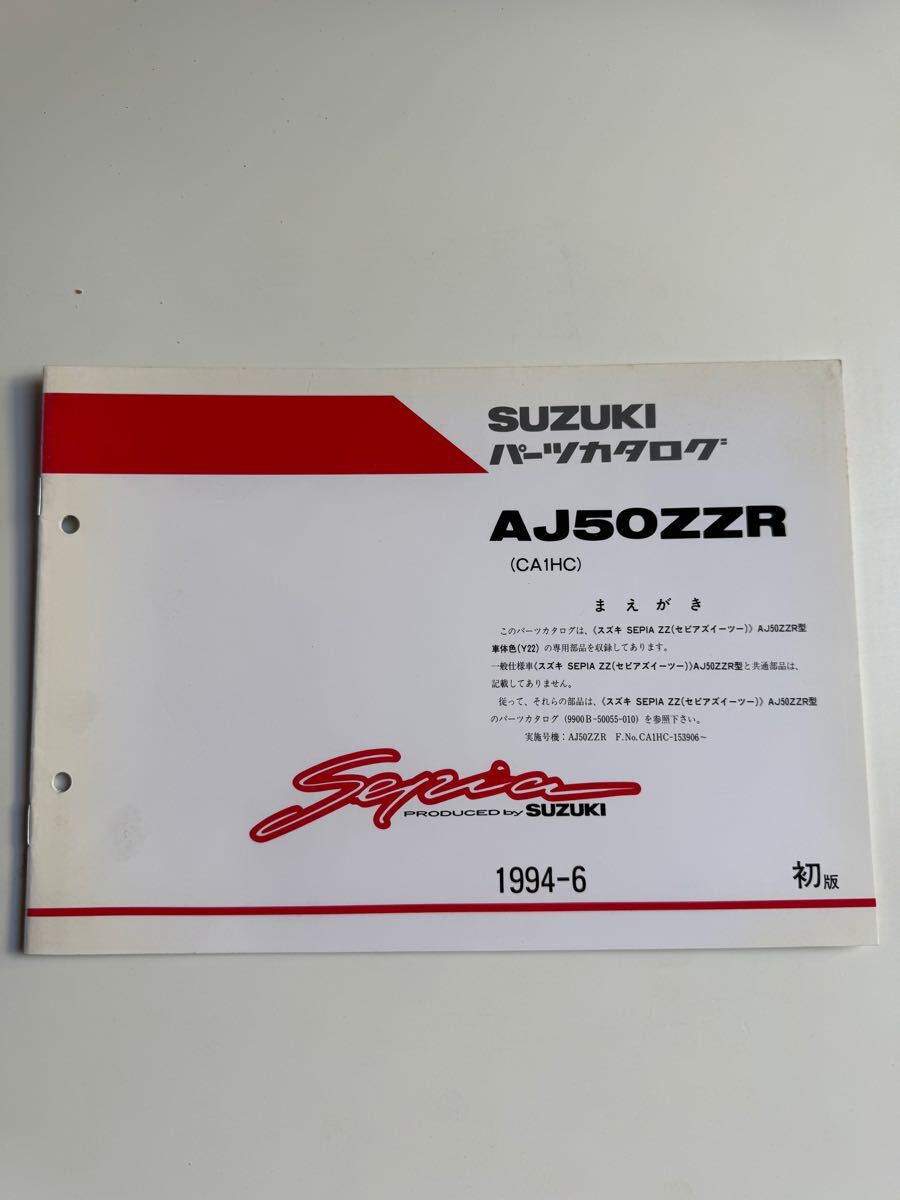 SUZUKI
パーツカタログ
AJ50ZZR
(CA1HC)
まえがき
このパーツカタログは、《スズキ SEPIA ZZ(セピアズイーツー)》AJ50ZZR型
車体色(Y22)の専用部品を収録してあります。
一般仕様車《スズキ SEPIA ZZ(セピアズイーツー)》AJ50ZZR型と共通部品は、
記載してありません。
従って、それらの部品は、《スズキ SEPIA ZZ(セピアズイーツー)》AJ50ZZR型
のパーツカタログ(9900B-50055-010)を参照下さい。
実施号機：AJ50ZZR F.No.CA1HC-153906～
Sepia
PRODUCED by SUZUKI
1994-6
初版